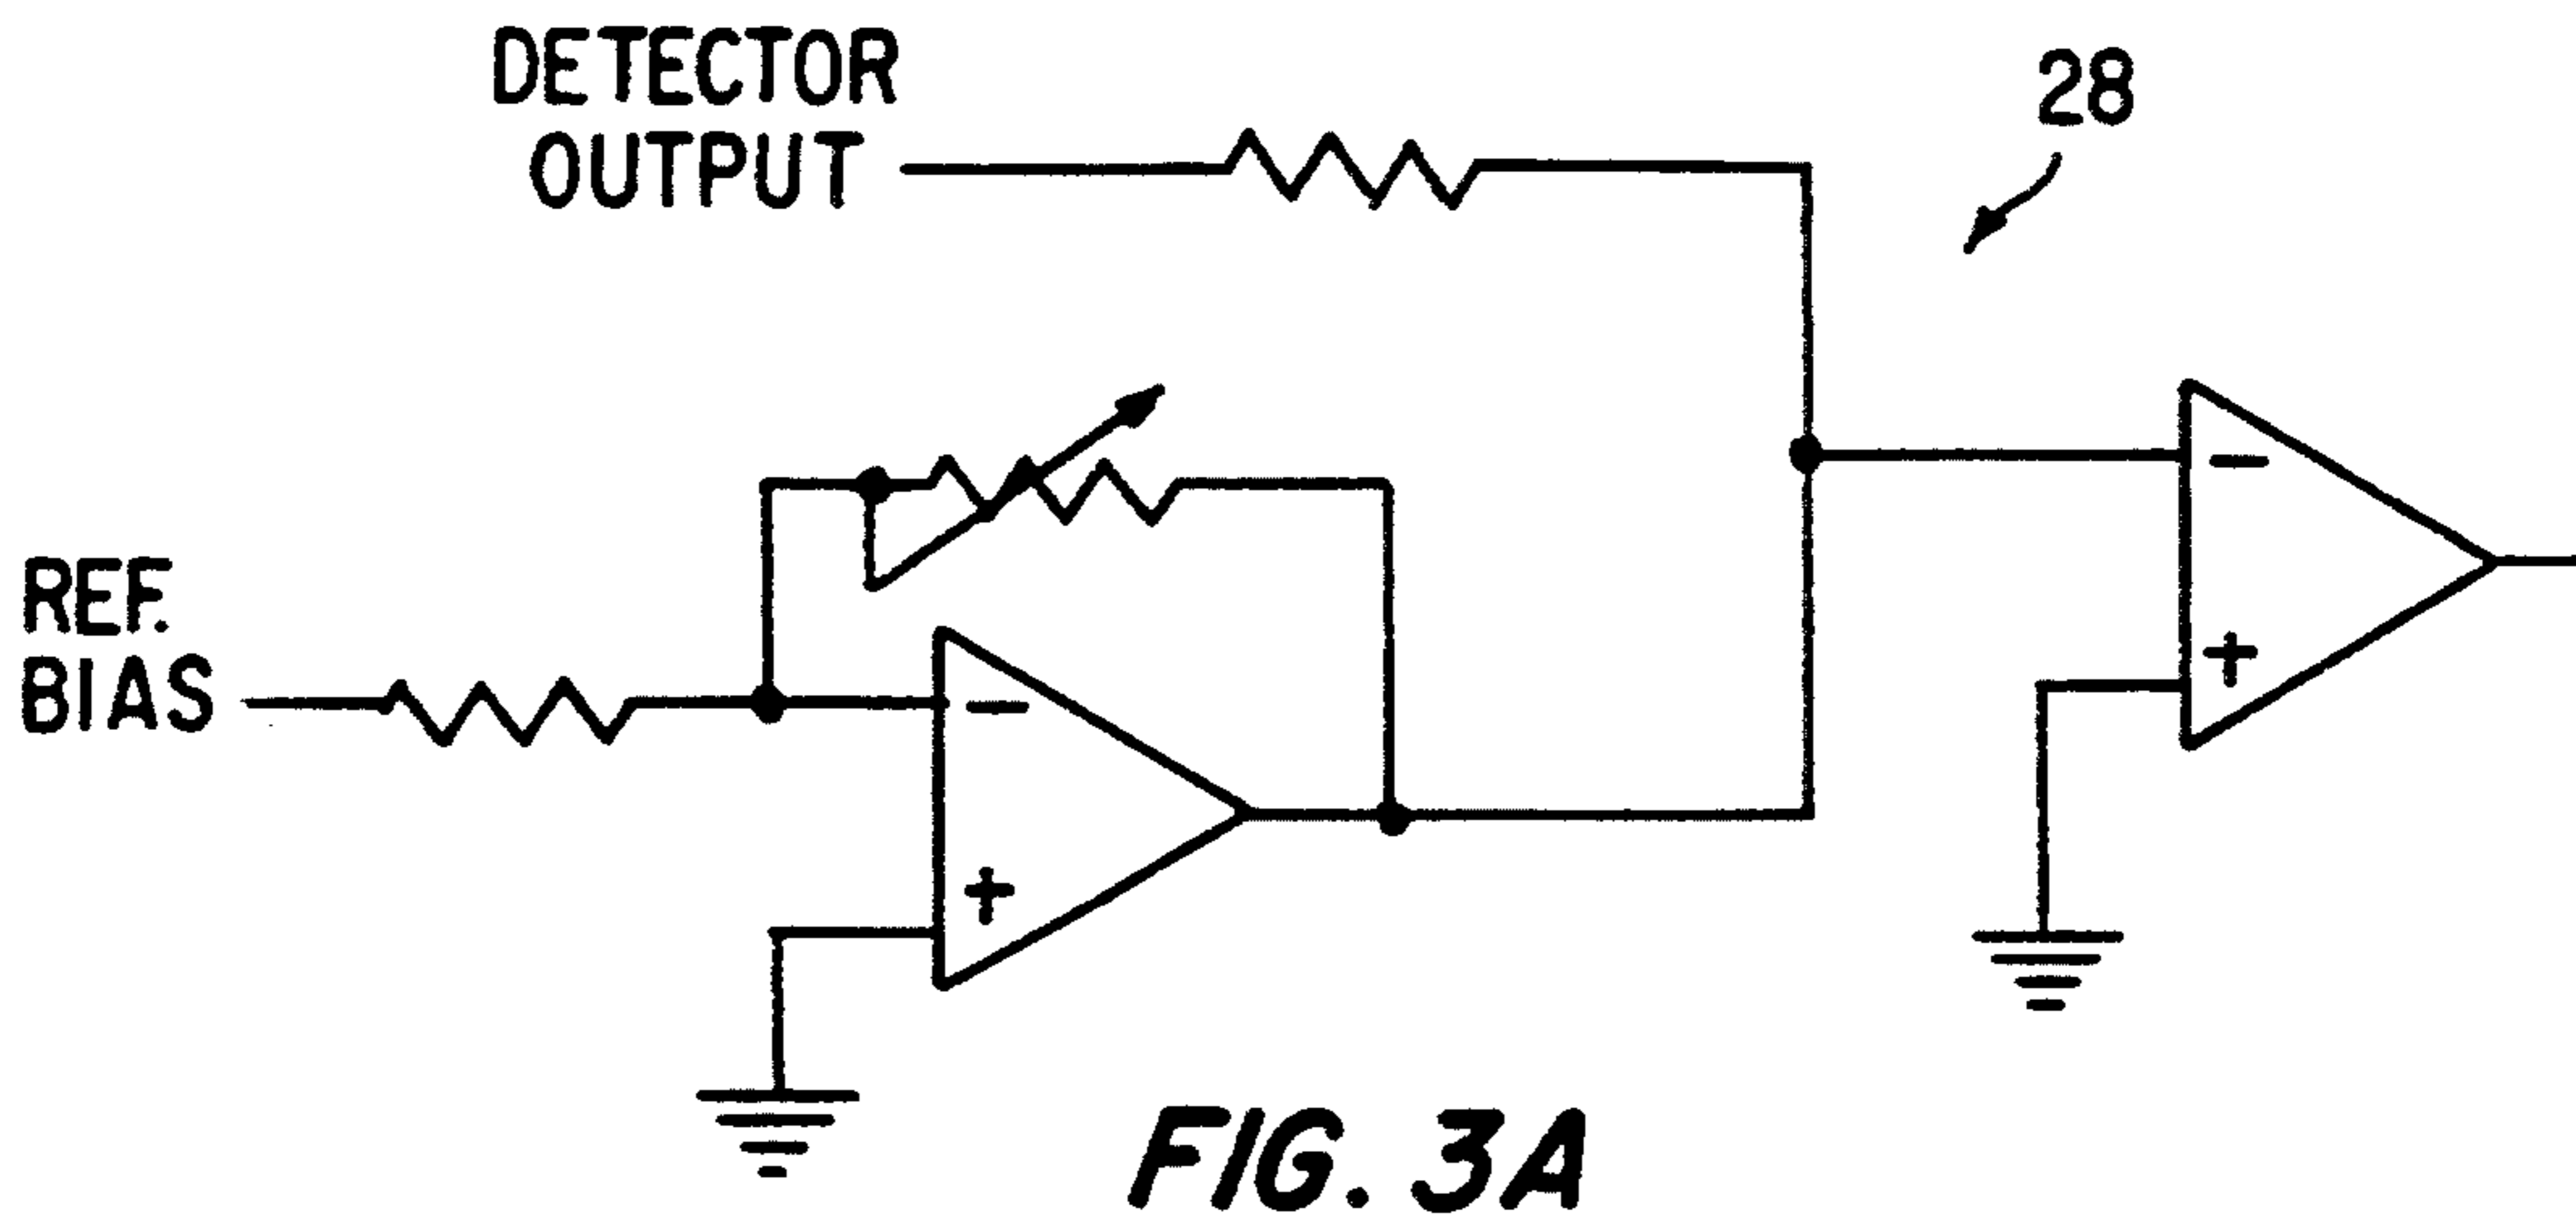 DETECTOR
OUTPUT
28
REF.
BIAS
−
+
−
+
FIG. 3A